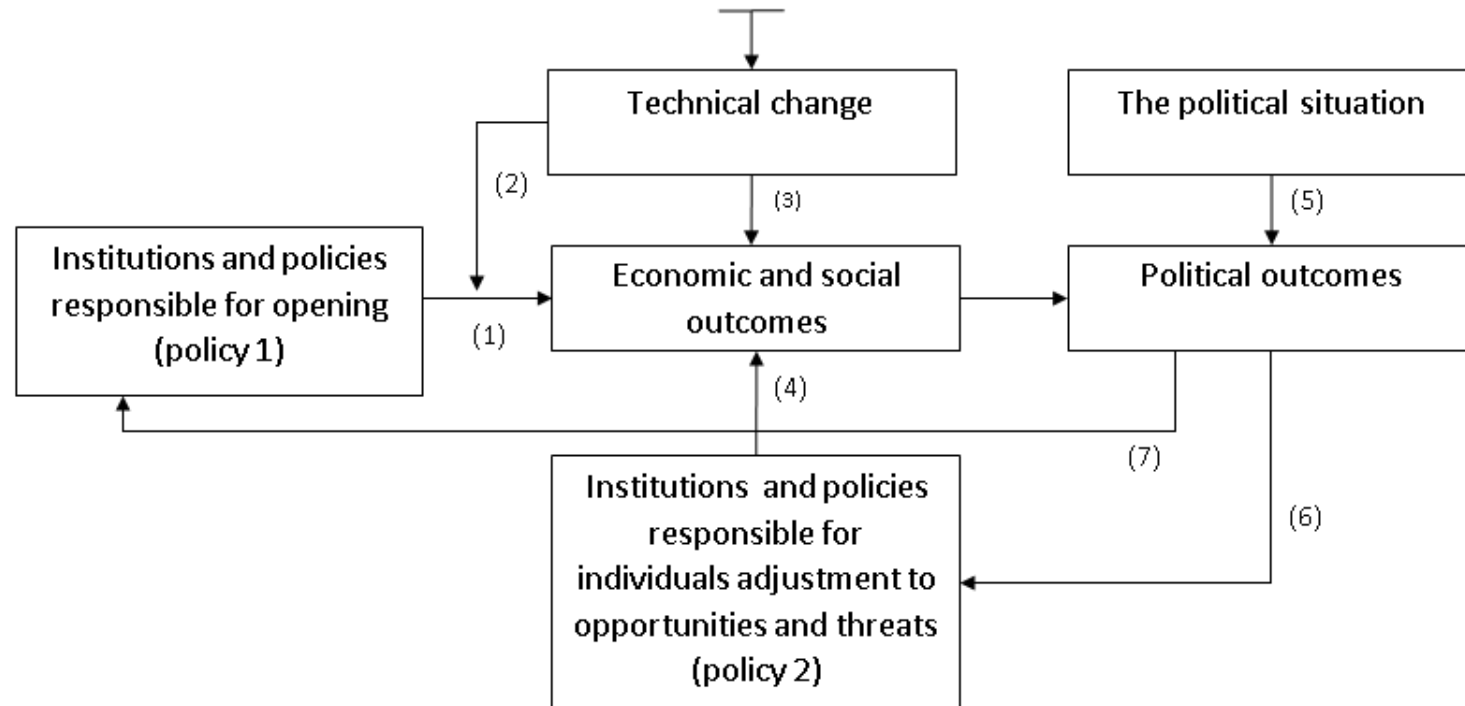 Technical change
The political situation
(2)
(3)
(5)
Institutions and policies
responsible for opening
(policy 1)
(1)
Economic and social
outcomes
Political outcomes
(4)
(7)
(6)
Institutions and policies
responsible for
individuals adjustment to
opportunities and threats
(policy 2)